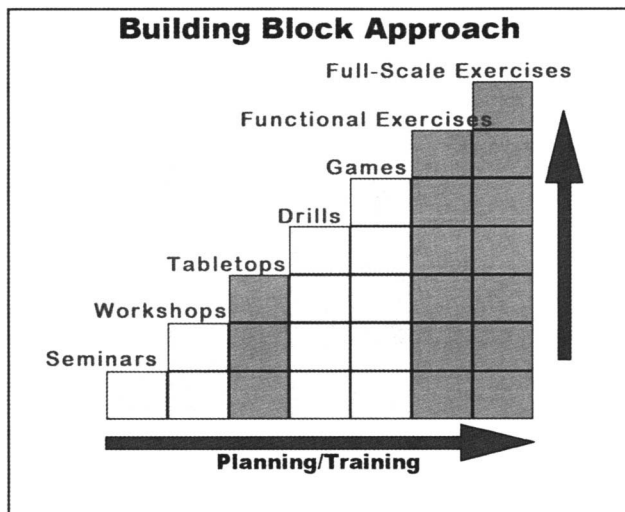 Building Block Approach
Full-Scale Exercises
Functional Exercises
Games
Drills
Tabletops
Workshops
Seminars
Planning/Training